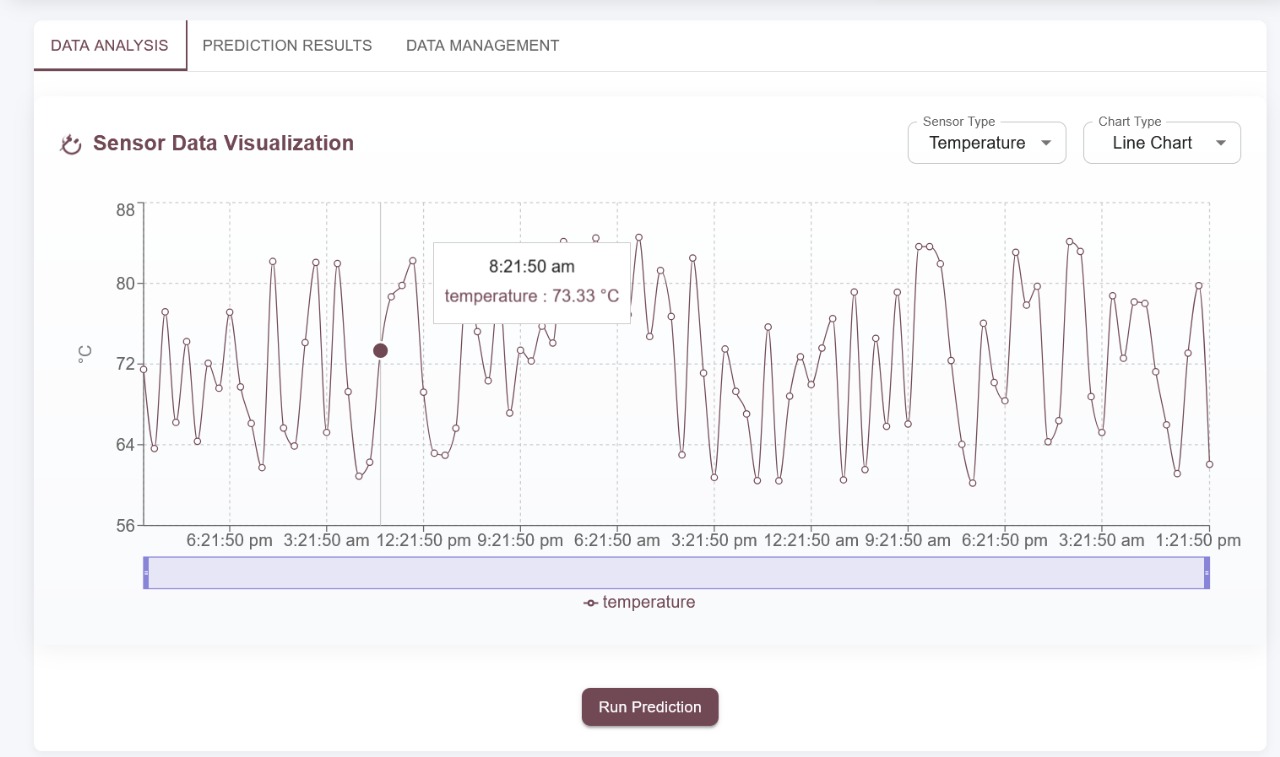 DATA ANALYSIS PREDICTION RESULTS DATA MANAGEMENT
Sensor Data Visualization
Sensor Type
Temperature
Chart Type
Line Chart
88
80
72
64
56
°C
8:21:50 am
temperature : 73.33 °C
6:21:50 pm 3:21:50 am 12:21:50 pm 9:21:50 pm 6:21:50 am 3:21:50 pm 12:21:50 am 9:21:50 am 6:21:50 pm 3:21:50 am 1:21:50 pm
temperature
Run Prediction